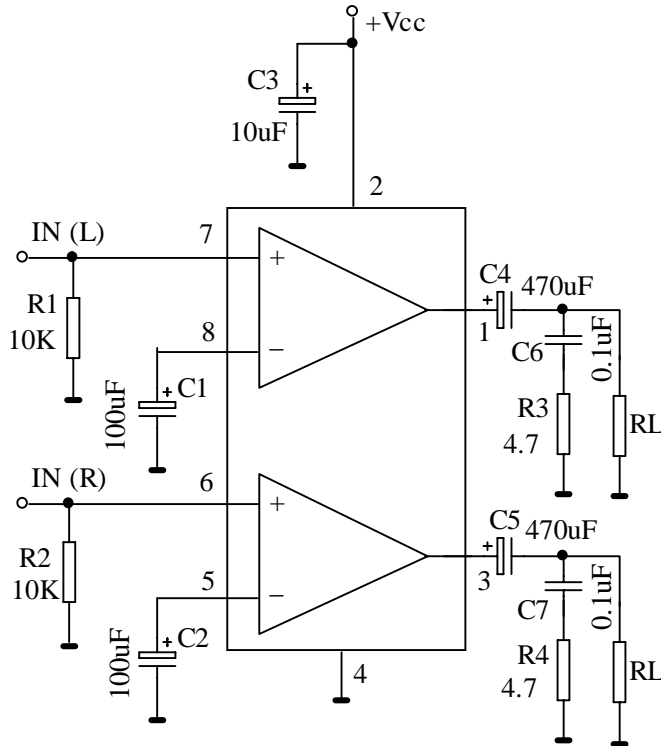 +Vcc
C3
+
10uF
2
IN (L)
7
+
C4
470uF
+
R1
10K
1
C6
0.1uF
8
−
+
C1
100uF
R3
4.7
RL
IN (R)
6
+
C5
470uF
+
R2
10K
3
C7
0.1uF
5
−
+
C2
100uF
R4
4.7
RL
4